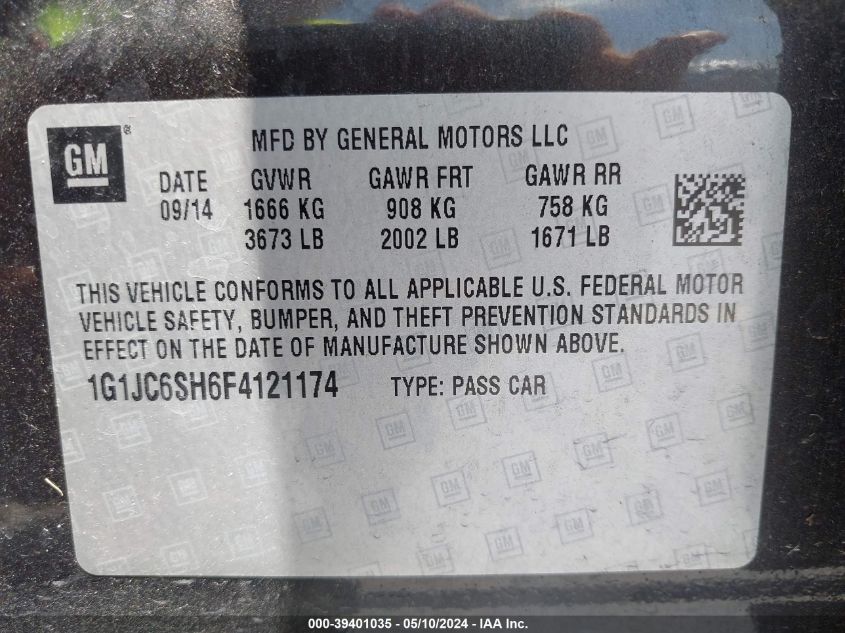 GM ®
MFD BY GENERAL MOTORS LLC
DATE GVWR GAWR FRT GAWR RR
09/14 1666 KG 908 KG 758 KG
3673 LB 2002 LB 1671 LB
THIS VEHICLE CONFORMS TO ALL APPLICABLE U.S. FEDERAL MOTOR
VEHICLE SAFETY, BUMPER, AND THEFT PREVENTION STANDARDS IN
EFFECT ON THE DATE OF MANUFACTURE SHOWN ABOVE.
1G1JC6SH6F4121174 TYPE: PASS CAR
000-39401035 - 05/10/2024 - IAA Inc.